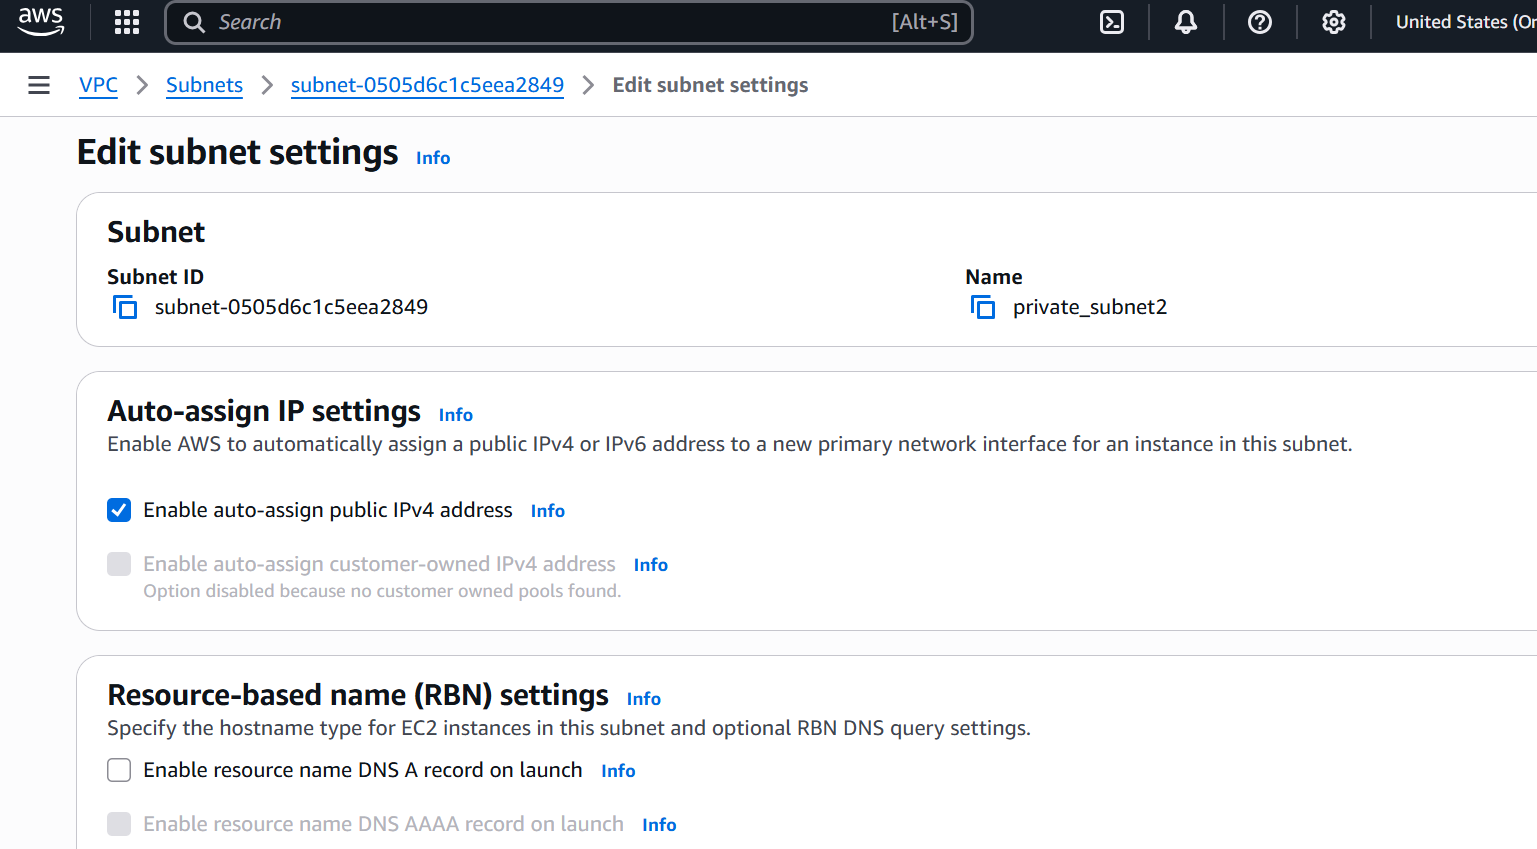 aws
Search [Alt+S] United States (Or
VPC Subnets subnet-0505d6c1c5eea2849 Edit subnet settings
Edit subnet settings Info
Subnet
Subnet ID Name
subnet-0505d6c1c5eea2849 private_subnet2
Auto-assign IP settings Info
Enable AWS to automatically assign a public IPv4 or IPv6 address to a new primary network interface for an instance in this subnet.
Enable auto-assign public IPv4 address Info
Enable auto-assign customer-owned IPv4 address Info
Option disabled because no customer owned pools found.
Resource-based name (RBN) settings Info
Specify the hostname type for EC2 instances in this subnet and optional RBN DNS query settings.
Enable resource name DNS A record on launch Info
Enable resource name DNS AAAA record on launch Info